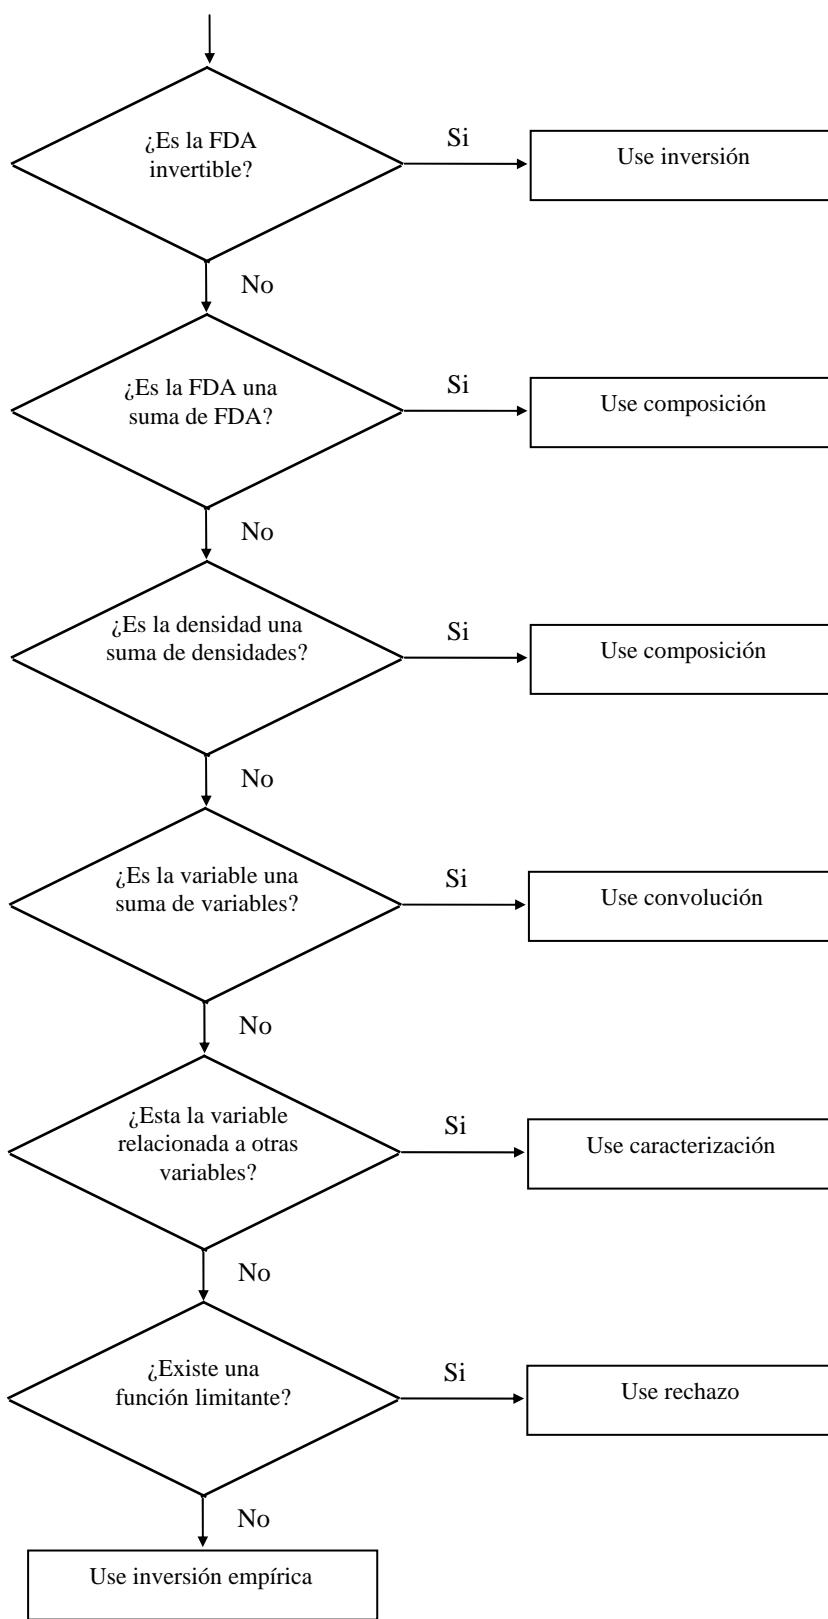 ¿Es la FDA
invertible?
Si
Use inversión
No
¿Es la FDA una
suma de FDA?
Si
Use composición
No
¿Es la densidad una
suma de densidades?
Si
Use composición
No
¿Es la variable una
suma de variables?
Si
Use convolución
No
¿Esta la variable
relacionada a otras
variables?
Si
Use caracterización
No
¿Existe una
función limitante?
Si
Use rechazo
No
Use inversión empírica